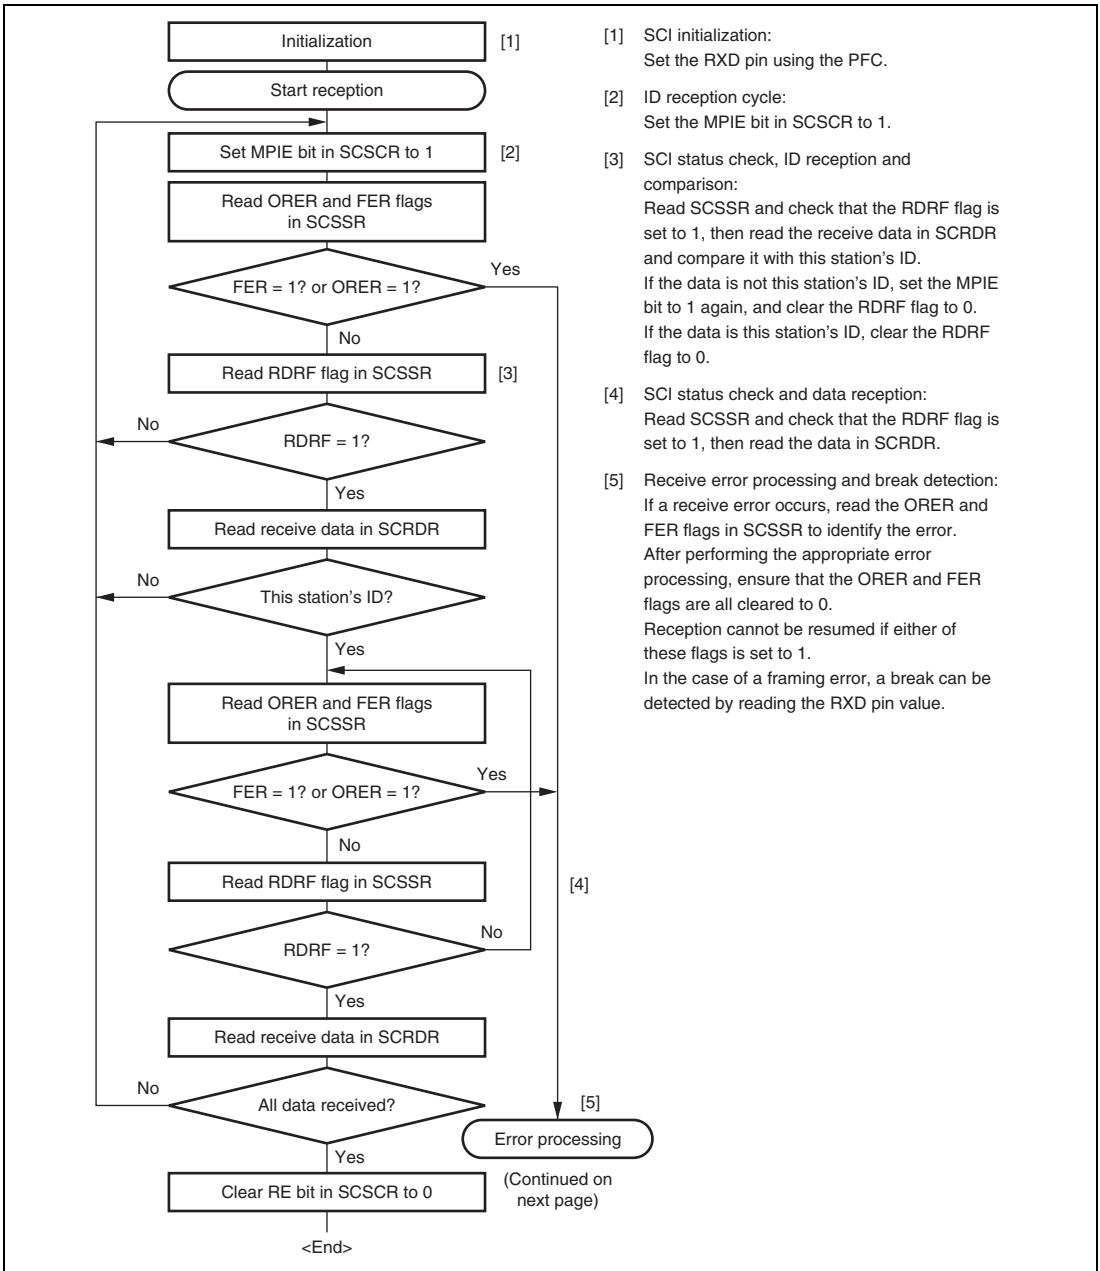 Initialization
[1]
Start reception
Set MPIE bit in SCSCR to 1
[2]
Read ORER and FER flags
in SCSSR
FER = 1? or ORER = 1?
Yes
No
Read RDRF flag in SCSSR
[3]
No
RDRF = 1?
Yes
Read receive data in SCRDR
No
This station's ID?
Yes
Read ORER and FER flags
in SCSSR
FER = 1? or ORER = 1?
Yes
No
Read RDRF flag in SCSSR
[4]
RDRF = 1?
No
Yes
Read receive data in SCRDR
No
All data received?
[5]
Error processing
Yes
(Continued on
next page)
Clear RE bit in SCSCR to 0
<End>
[1] SCI initialization:
Set the RXD pin using the PFC.
[2] ID reception cycle:
Set the MPIE bit in SCSCR to 1.
[3] SCI status check, ID reception and
comparison:
Read SCSSR and check that the RDRF flag is
set to 1, then read the receive data in SCRDR
and compare it with this station's ID.
If the data is not this station's ID, set the MPIE
bit to 1 again, and clear the RDRF flag to 0.
If the data is this station's ID, clear the RDRF
flag to 0.
[4] SCI status check and data reception:
Read SCSSR and check that the RDRF flag is
set to 1, then read the data in SCRDR.
[5] Receive error processing and break detection:
If a receive error occurs, read the ORER and
FER flags in SCSSR to identify the error.
After performing the appropriate error
processing, ensure that the ORER and FER
flags are all cleared to 0.
Reception cannot be resumed if either of
these flags is set to 1.
In the case of a framing error, a break can be
detected by reading the RXD pin value.